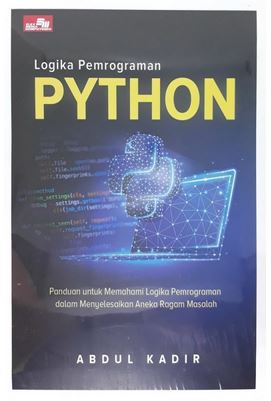 Logika Pemrograman
PYTHON
Panduan untuk Memahami Logika Pemrograman
dalam Menyelesaikan Aneka Ragam Masalah
ABDUL KADIR